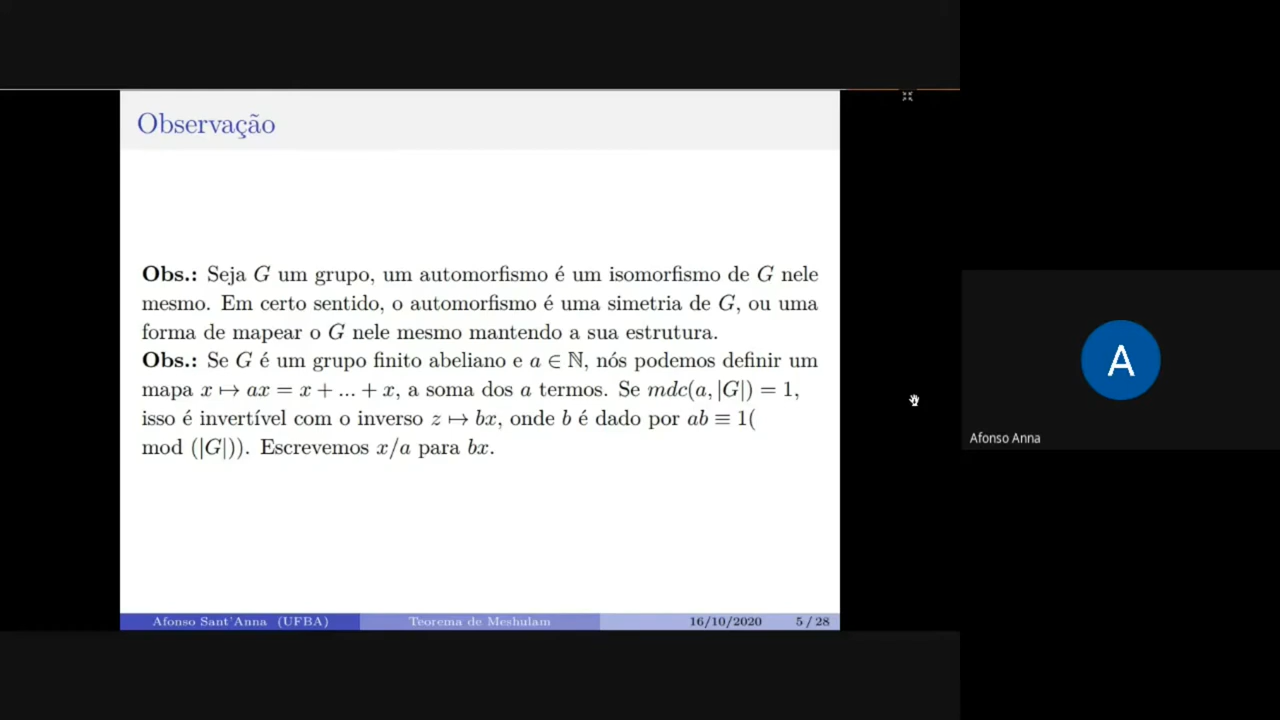 Observação
Obs.: Seja G um grupo, um automorfismo é um isomorfismo de G nele
mesmo. Em certo sentido, o automorfismo é uma simetria de G, ou uma
forma de mapear o G nele mesmo mantendo a sua estrutura.
Obs.: Se G é um grupo finito abeliano e a ∈ ℕ, nós podemos definir um
mapa x ↦ ax = x + ... + x, a soma dos a termos. Se mdc(a, |G|) = 1,
isso é invertível com o inverso z ↦ bx, onde b é dado por ab ≡ 1(
mod (|G|)). Escrevemos x/a para bx.
Afonso Sant'Anna (UFBA) Teorema de Meshulam 16/10/2020 5 / 28
A
Afonso Anna